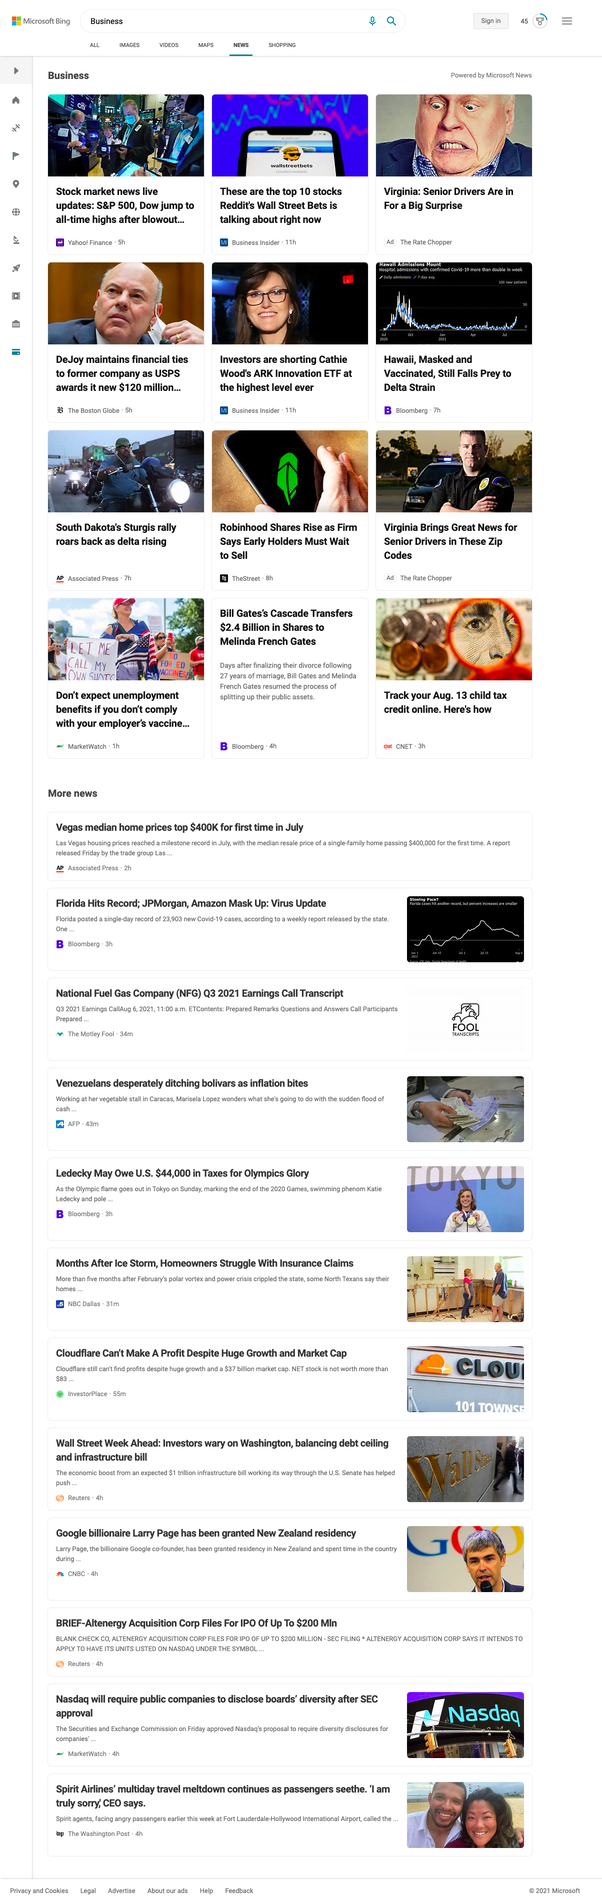 Microsoft Bing
Business
Sign in
45
ALL
IMAGES
VIDEOS
MAPS
NEWS
SHOPPING
Business
Powered by Microsoft News
wallstreetbets
Stock market news live
updates: S&P 500, Dow jump to
all-time highs after blowout...
Yahoo! Finance · 5h
These are the top 10 stocks
Reddit's Wall Street Bets is
talking about right now
Business Insider · 11h
Virginia: Senior Drivers Are in
For a Big Surprise
Ad The Rate Chopper
DeJoy maintains financial ties
to former company as USPS
awards it new $120 million...
The Boston Globe · 5h
Investors are shorting Cathie
Wood's ARK Innovation ETF at
the highest level ever
Business Insider · 11h
Hawaii Admissions Mount
Hospital admissions with confirmed Covid-19 more than double in week
Hawaii, Masked and
Vaccinated, Still Falls Prey to
Delta Strain
Bloomberg · 7h
South Dakota's Sturgis rally
roars back as delta rising
AP Associated Press · 7h
Robinhood Shares Rise as Firm
Says Early Holders Must Wait
to Sell
TheStreet · 8h
Virginia Brings Great News for
Senior Drivers in These Zip
Codes
Ad The Rate Chopper
LET ME
CALL MY
OWN SHOTS
Don't expect unemployment
benefits if you don't comply
with your employer's vaccine...
MarketWatch · 1h
Bill Gates's Cascade Transfers
$2.4 Billion in Shares to
Melinda French Gates
Days after finalizing their divorce following
27 years of marriage, Bill Gates and Melinda
French Gates resumed the process of
splitting up their public assets.
Bloomberg · 4h
Track your Aug. 13 child tax
credit online. Here's how
CNET · 3h
More news
Vegas median home prices top $400K for first time in July
Las Vegas housing prices reached a milestone record in July, with the median resale price of a single-family home passing $400,000 for the first time. A report
released Friday by the trade group Las ...
AP Associated Press · 2h
Florida Hits Record; JPMorgan, Amazon Mask Up: Virus Update
Florida posted a single-day record of 23,903 new Covid-19 cases, according to a weekly report released by the state.
One ...
Bloomberg · 3h
Slowing Pace?
Florida cases hit another record, but percent increases are smaller
National Fuel Gas Company (NFG) Q3 2021 Earnings Call Transcript
Q3 2021 Earnings CallAug 6, 2021, 11:00 a.m. ETContents: Prepared Remarks Questions and Answers Call Participants
Prepared ...
The Motley Fool · 34m
FOOL
TRANSCRIPTS
Venezuelans desperately ditching bolivars as inflation bites
Working at her vegetable stall in Caracas, Marisela Lopez wonders what she's going to do with the sudden flood of
cash ...
AFP · 43m
Ledecky May Owe U.S. $44,000 in Taxes for Olympics Glory
As the Olympic flame goes out in Tokyo on Sunday, marking the end of the 2020 Games, swimming phenom Katie
Ledecky and pole ...
Bloomberg · 3h
TOKYO
Months After Ice Storm, Homeowners Struggle With Insurance Claims
More than five months after February's polar vortex and power crisis crippled the state, some North Texans say their
homes ...
NBC Dallas · 31m
Cloudflare Can't Make A Profit Despite Huge Growth and Market Cap
Cloudflare still can't find profits despite huge growth and a $37 billion market cap. NET stock is not worth more than
$83 ...
InvestorPlace · 55m
CLOU
101 TOWNSE
Wall Street Week Ahead: Investors wary on Washington, balancing debt ceiling
and infrastructure bill
The economic boost from an expected $1 trillion infrastructure bill working its way through the U.S. Senate has helped
push ...
Reuters · 4h
Wall St
Google billionaire Larry Page has been granted New Zealand residency
Larry Page, the billionaire Google co-founder, has been granted residency in New Zealand and spent time in the country
during ...
CNBC · 4h
BRIEF-Altenergy Acquisition Corp Files For IPO Of Up To $200 Mln
BLANK CHECK CO, ALTENERGY ACQUISITION CORP FILES FOR IPO OF UP TO $200 MILLION - SEC FILING * ALTENERGY ACQUISITION CORP SAYS IT INTENDS TO
APPLY TO HAVE ITS UNITS LISTED ON NASDAQ UNDER THE SYMBOL ...
Reuters · 4h
Nasdaq will require public companies to disclose boards' diversity after SEC
approval
The Securities and Exchange Commission on Friday approved Nasdaq's proposal to require diversity disclosures for
companies' ...
MarketWatch · 4h
Nasdaq
Spirit Airlines' multiday travel meltdown continues as passengers seethe. 'I am
truly sorry,' CEO says.
Spirit agents, facing angry passengers earlier this week at Fort Lauderdale-Hollywood International Airport, called the ...
wp The Washington Post · 4h
Privacy and Cookies
Legal
Advertise
About our ads
Help
Feedback
© 2021 Microsoft